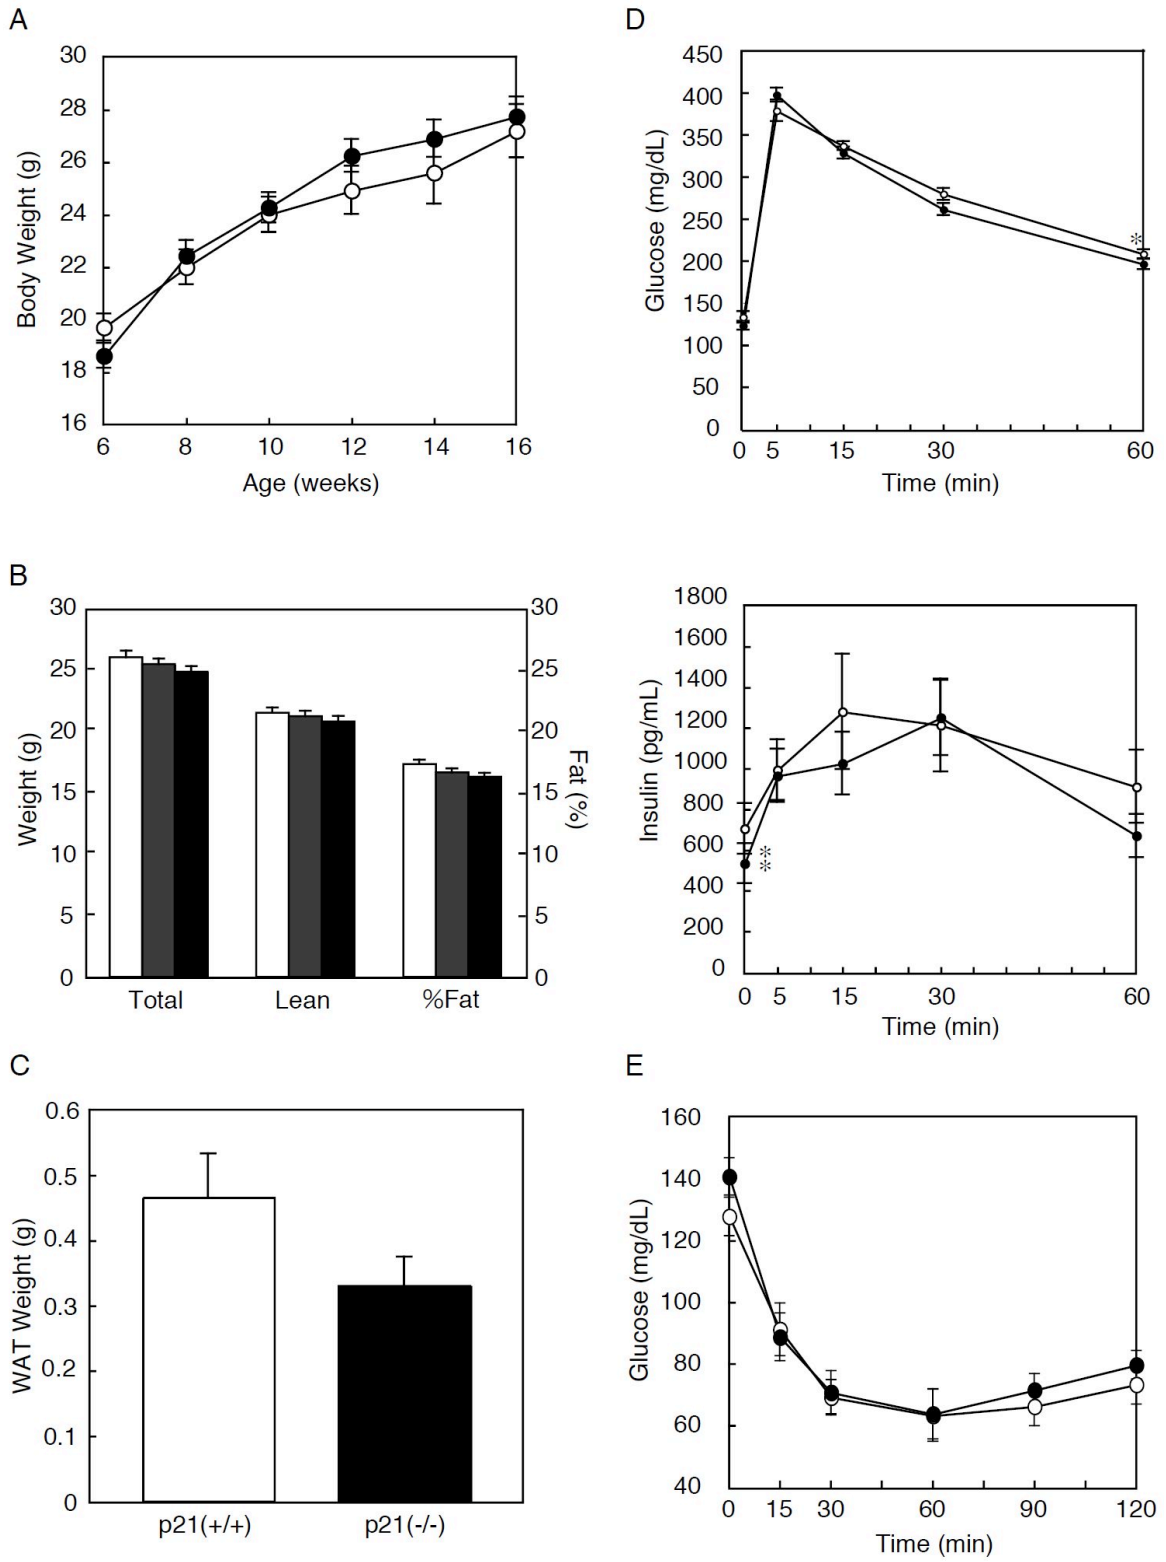 A
30
28
26
24
22
20
18
16
Body Weight (g)
6 8 10 12 14 16
Age (weeks)
D
450
400
350
300
250
200
150
100
50
0
Glucose (mg/dL)
*
0 5 15 30 60
Time (min)
B
30
25
20
15
10
5
0
Weight (g)
30
25
20
15
10
5
0
Fat (%)
Total Lean %Fat
1800
1600
1400
1200
1000
800
600
400
200
0
Insulin (pg/mL)
**
0 5 15 30 60
Time (min)
C
0.6
0.5
0.4
0.3
0.2
0.1
0
WAT Weight (g)
p21(+/+) p21(-/-)
E
160
140
120
100
80
60
40
Glucose (mg/dL)
0 15 30 60 90 120
Time (min)